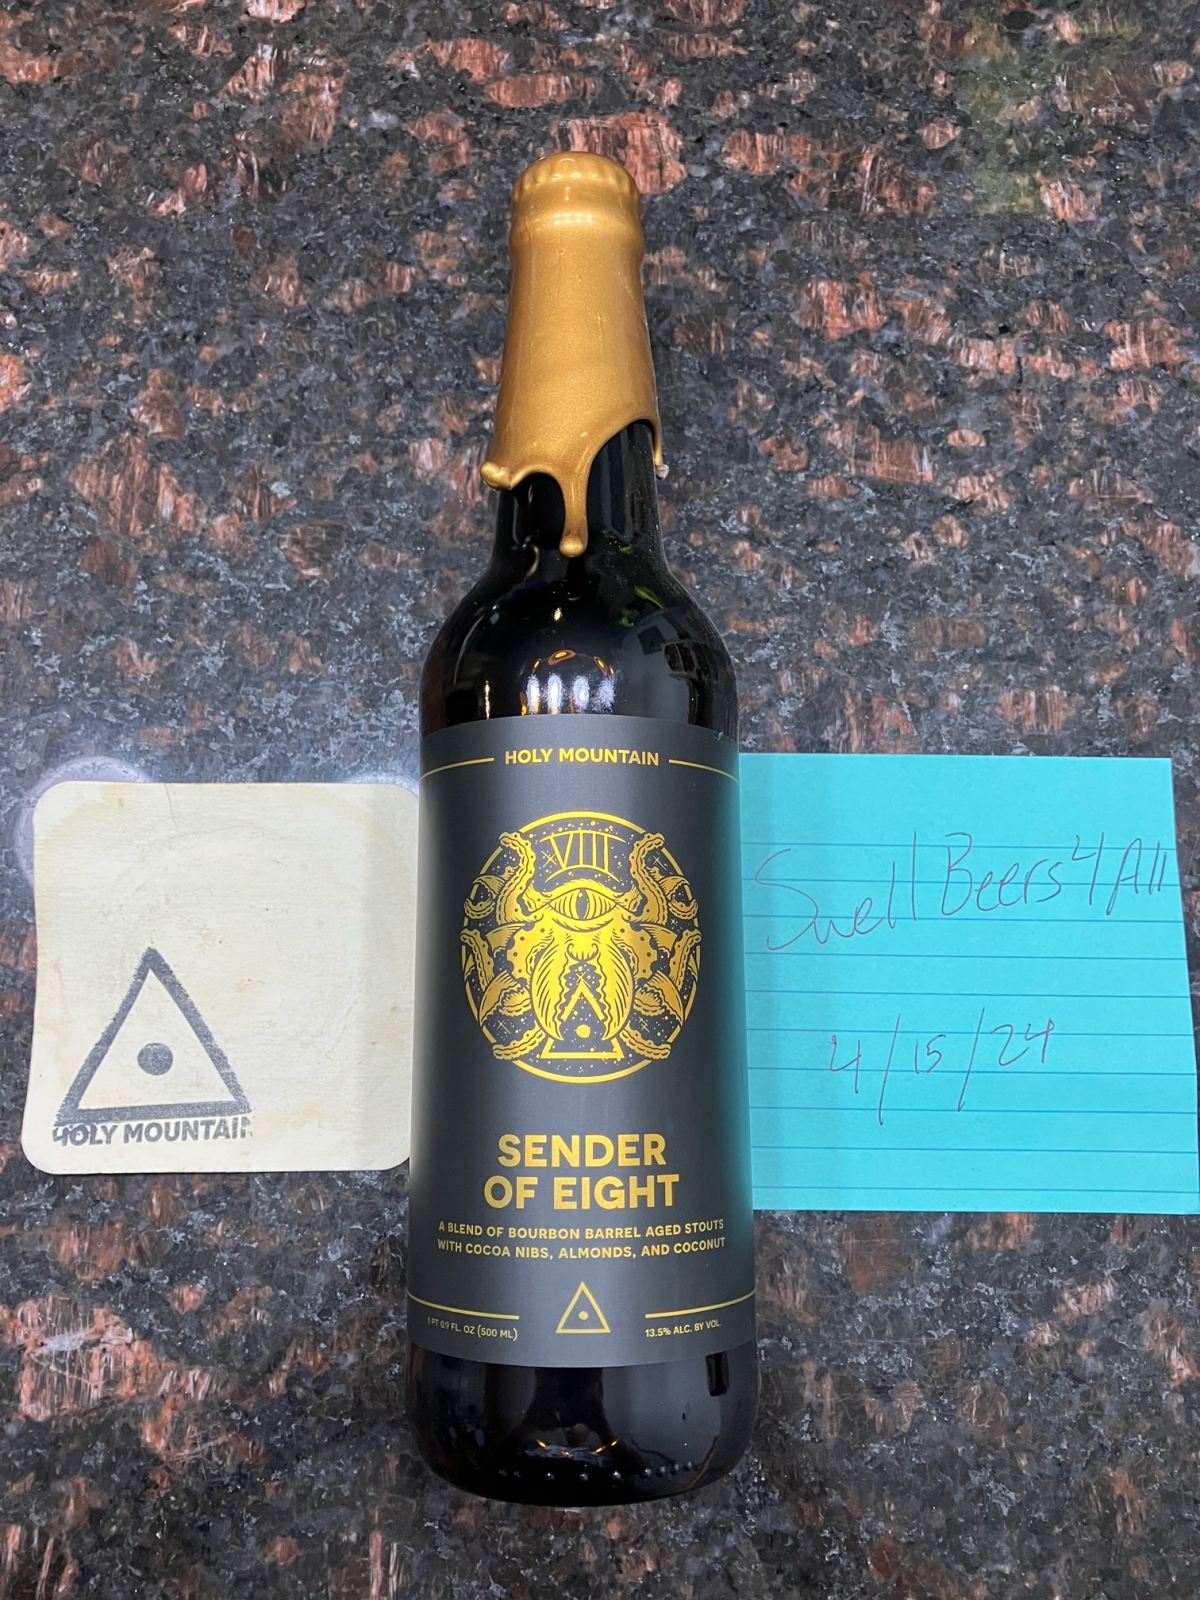 HOLY MOUNTAIN
VIII
SENDER
OF EIGHT
A BLEND OF BOURBON BARREL AGED STOUTS
WITH COCOA NIBS, ALMONDS, AND COCONUT
1 PT 0.9 FL. OZ (500 ML)
13.5% ALC. BY VOL.
HOLY MOUNTAIN
Swell Beers 4 All
4/15/24